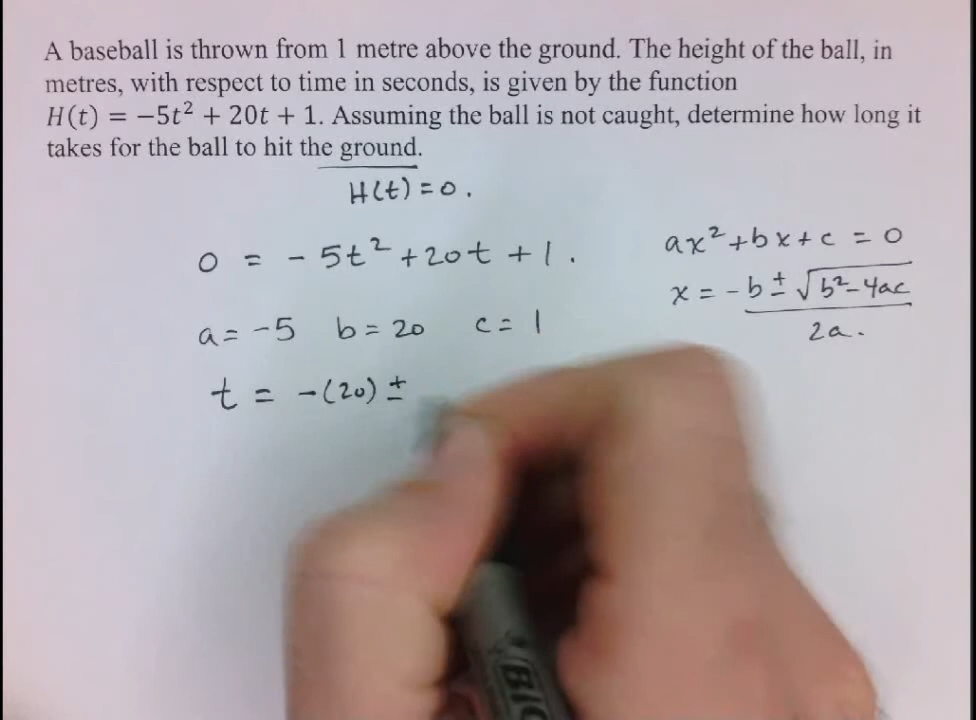 A baseball is thrown from 1 metre above the ground. The height of the ball, in
metres, with respect to time in seconds, is given by the function
H(t) = −5t² + 20t + 1. Assuming the ball is not caught, determine how long it
takes for the ball to hit the ground.
H(t) = 0.
0 = -5t² + 20t + 1.
a = -5 b = 20 c = 1
t = -(20) ±
ax² + bx + c = 0
x = -b ± √b²-4ac
2a.
BIC